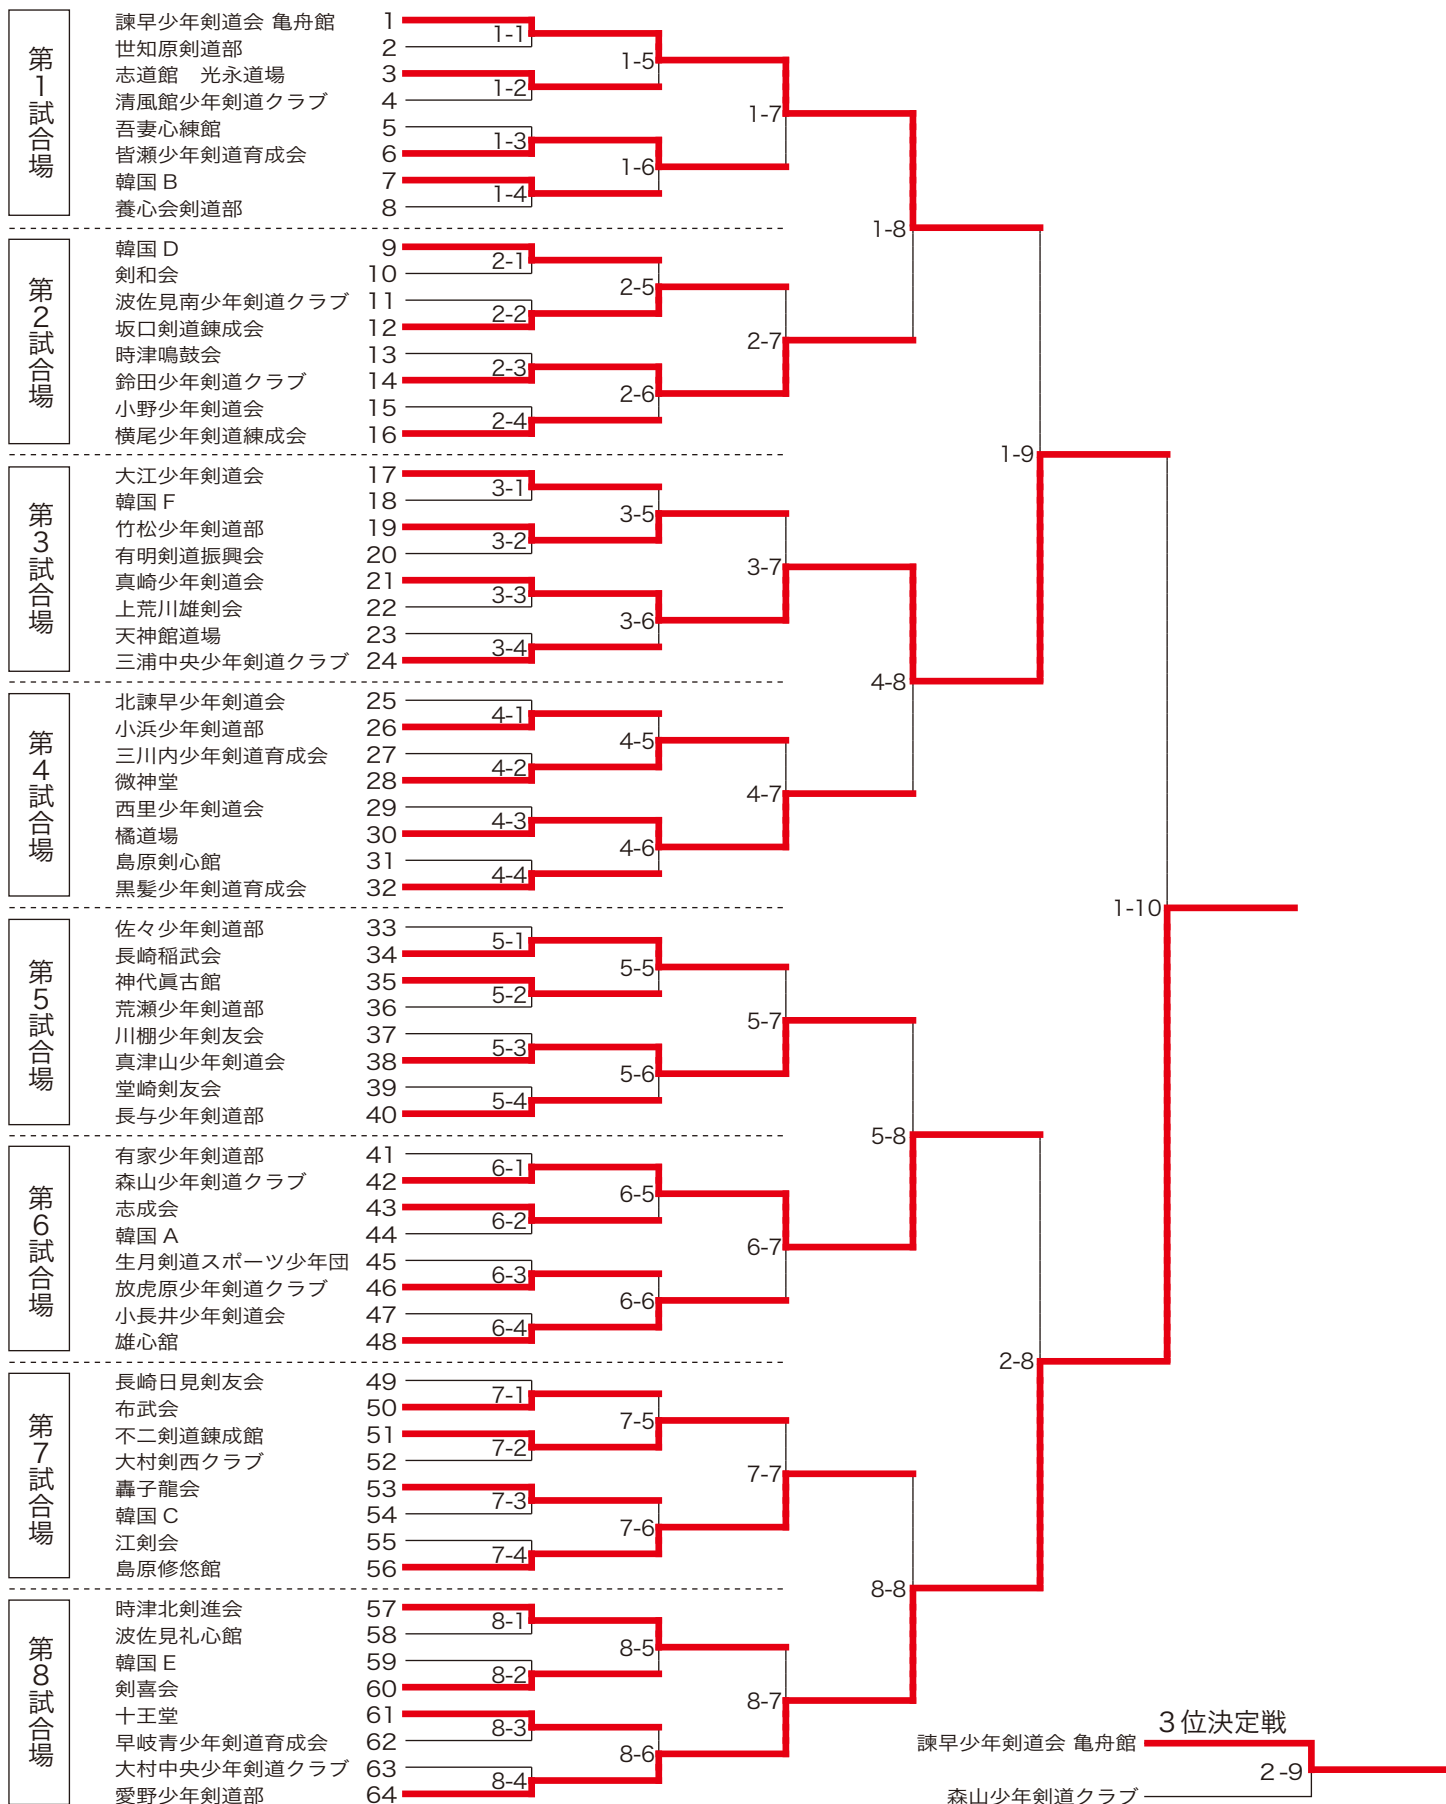 第1試合場
諫早少年剣道会 亀舟館 1
世知原剣道部 2
志道館 光永道場 3
清風館少年剣道クラブ 4
吾妻心練館 5
皆瀬少年剣道育成会 6
韓国 B 7
養心会剣道部 8
1-1
1-2
1-3
1-4
1-5
1-6
1-7
1-8
第2試合場
韓国 D 9
剣和会 10
波佐見南少年剣道クラブ 11
坂口剣道錬成会 12
時津鳴鼓会 13
鈴田少年剣道クラブ 14
小野少年剣道会 15
横尾少年剣道練成会 16
2-1
2-2
2-3
2-4
2-5
2-6
2-7
第3試合場
大江少年剣道会 17
韓国 F 18
竹松少年剣道部 19
有明剣道振興会 20
真崎少年剣道会 21
上荒川雄剣会 22
天神館道場 23
三浦中央少年剣道クラブ 24
3-1
3-2
3-3
3-4
3-5
3-6
3-7
1-9
第4試合場
北諫早少年剣道会 25
小浜少年剣道部 26
三川内少年剣道育成会 27
微神堂 28
西里少年剣道会 29
橘道場 30
島原剣心館 31
黒髪少年剣道育成会 32
4-1
4-2
4-3
4-4
4-5
4-6
4-7
4-8
1-10
第5試合場
佐々少年剣道部 33
長崎稲武会 34
神代眞古館 35
荒瀬少年剣道部 36
川棚少年剣友会 37
真津山少年剣道会 38
堂崎剣友会 39
長与少年剣道部 40
5-1
5-2
5-3
5-4
5-5
5-6
5-7
5-8
第6試合場
有家少年剣道部 41
森山少年剣道クラブ 42
志成会 43
韓国 A 44
生月剣道スポーツ少年団 45
放虎原少年剣道クラブ 46
小長井少年剣道会 47
雄心舘 48
6-1
6-2
6-3
6-4
6-5
6-6
6-7
2-8
第7試合場
長崎日見剣友会 49
布武会 50
不二剣道錬成館 51
大村剣西クラブ 52
轟子龍会 53
韓国 C 54
江剣会 55
島原修悠館 56
7-1
7-2
7-3
7-4
7-5
7-6
7-7
第8試合場
時津北剣進会 57
波佐見礼心館 58
韓国 E 59
剣喜会 60
十王堂 61
早岐青少年剣道育成会 62
大村中央少年剣道クラブ 63
愛野少年剣道部 64
8-1
8-2
8-3
8-4
8-5
8-6
8-7
8-8
3位決定戦
諫早少年剣道会 亀舟館
2-9
森山少年剣道クラブ